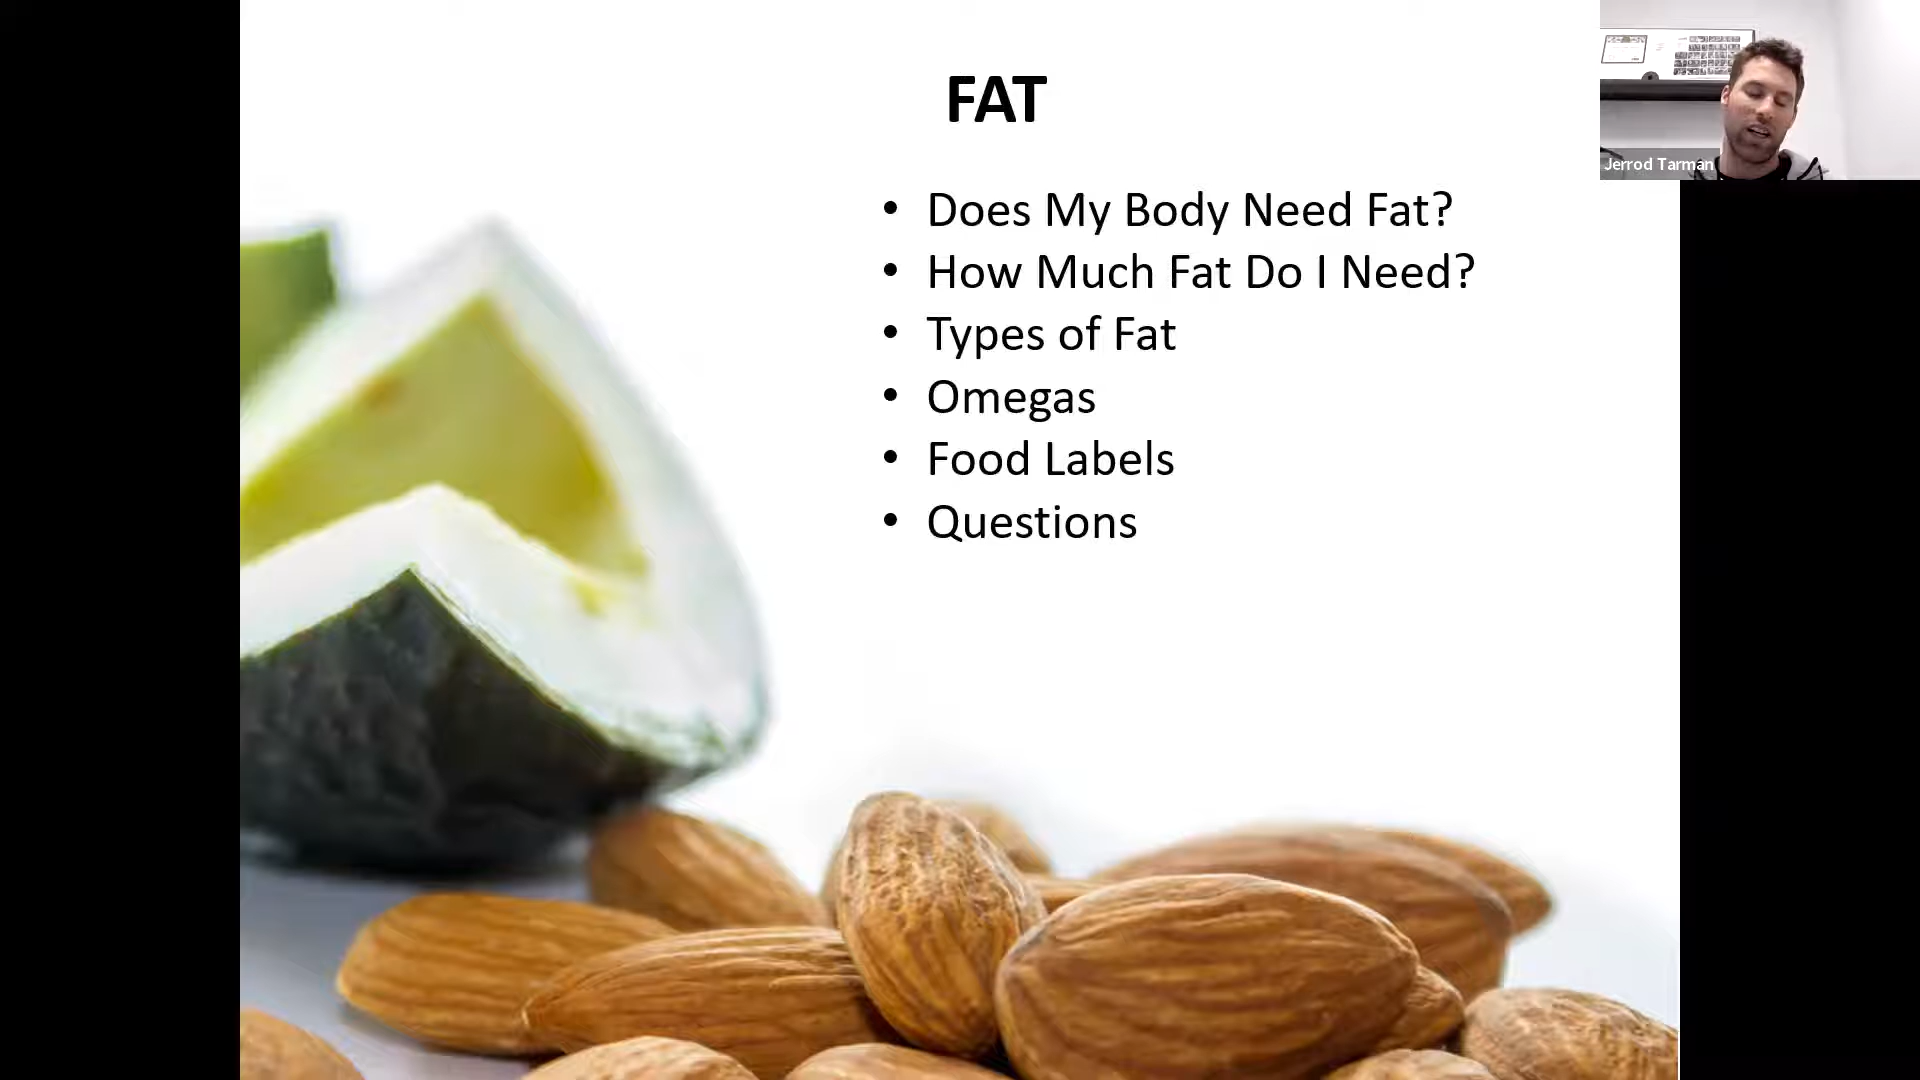 FAT
• Does My Body Need Fat?
• How Much Fat Do I Need?
• Types of Fat
• Omegas
• Food Labels
• Questions
Jerrod Tarman